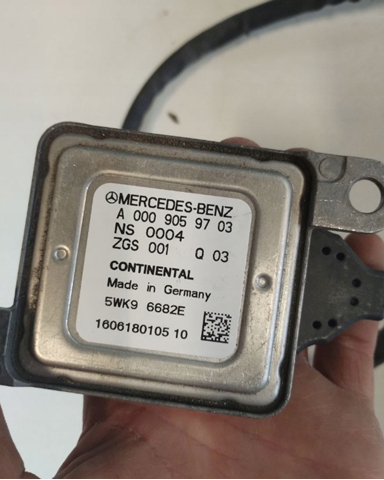 MERCEDES-BENZ
A 000 905 97 03
NS 0004
ZGS 001 Q 03
CONTINENTAL
Made in Germany
5WK9 6682E
1606180105 10